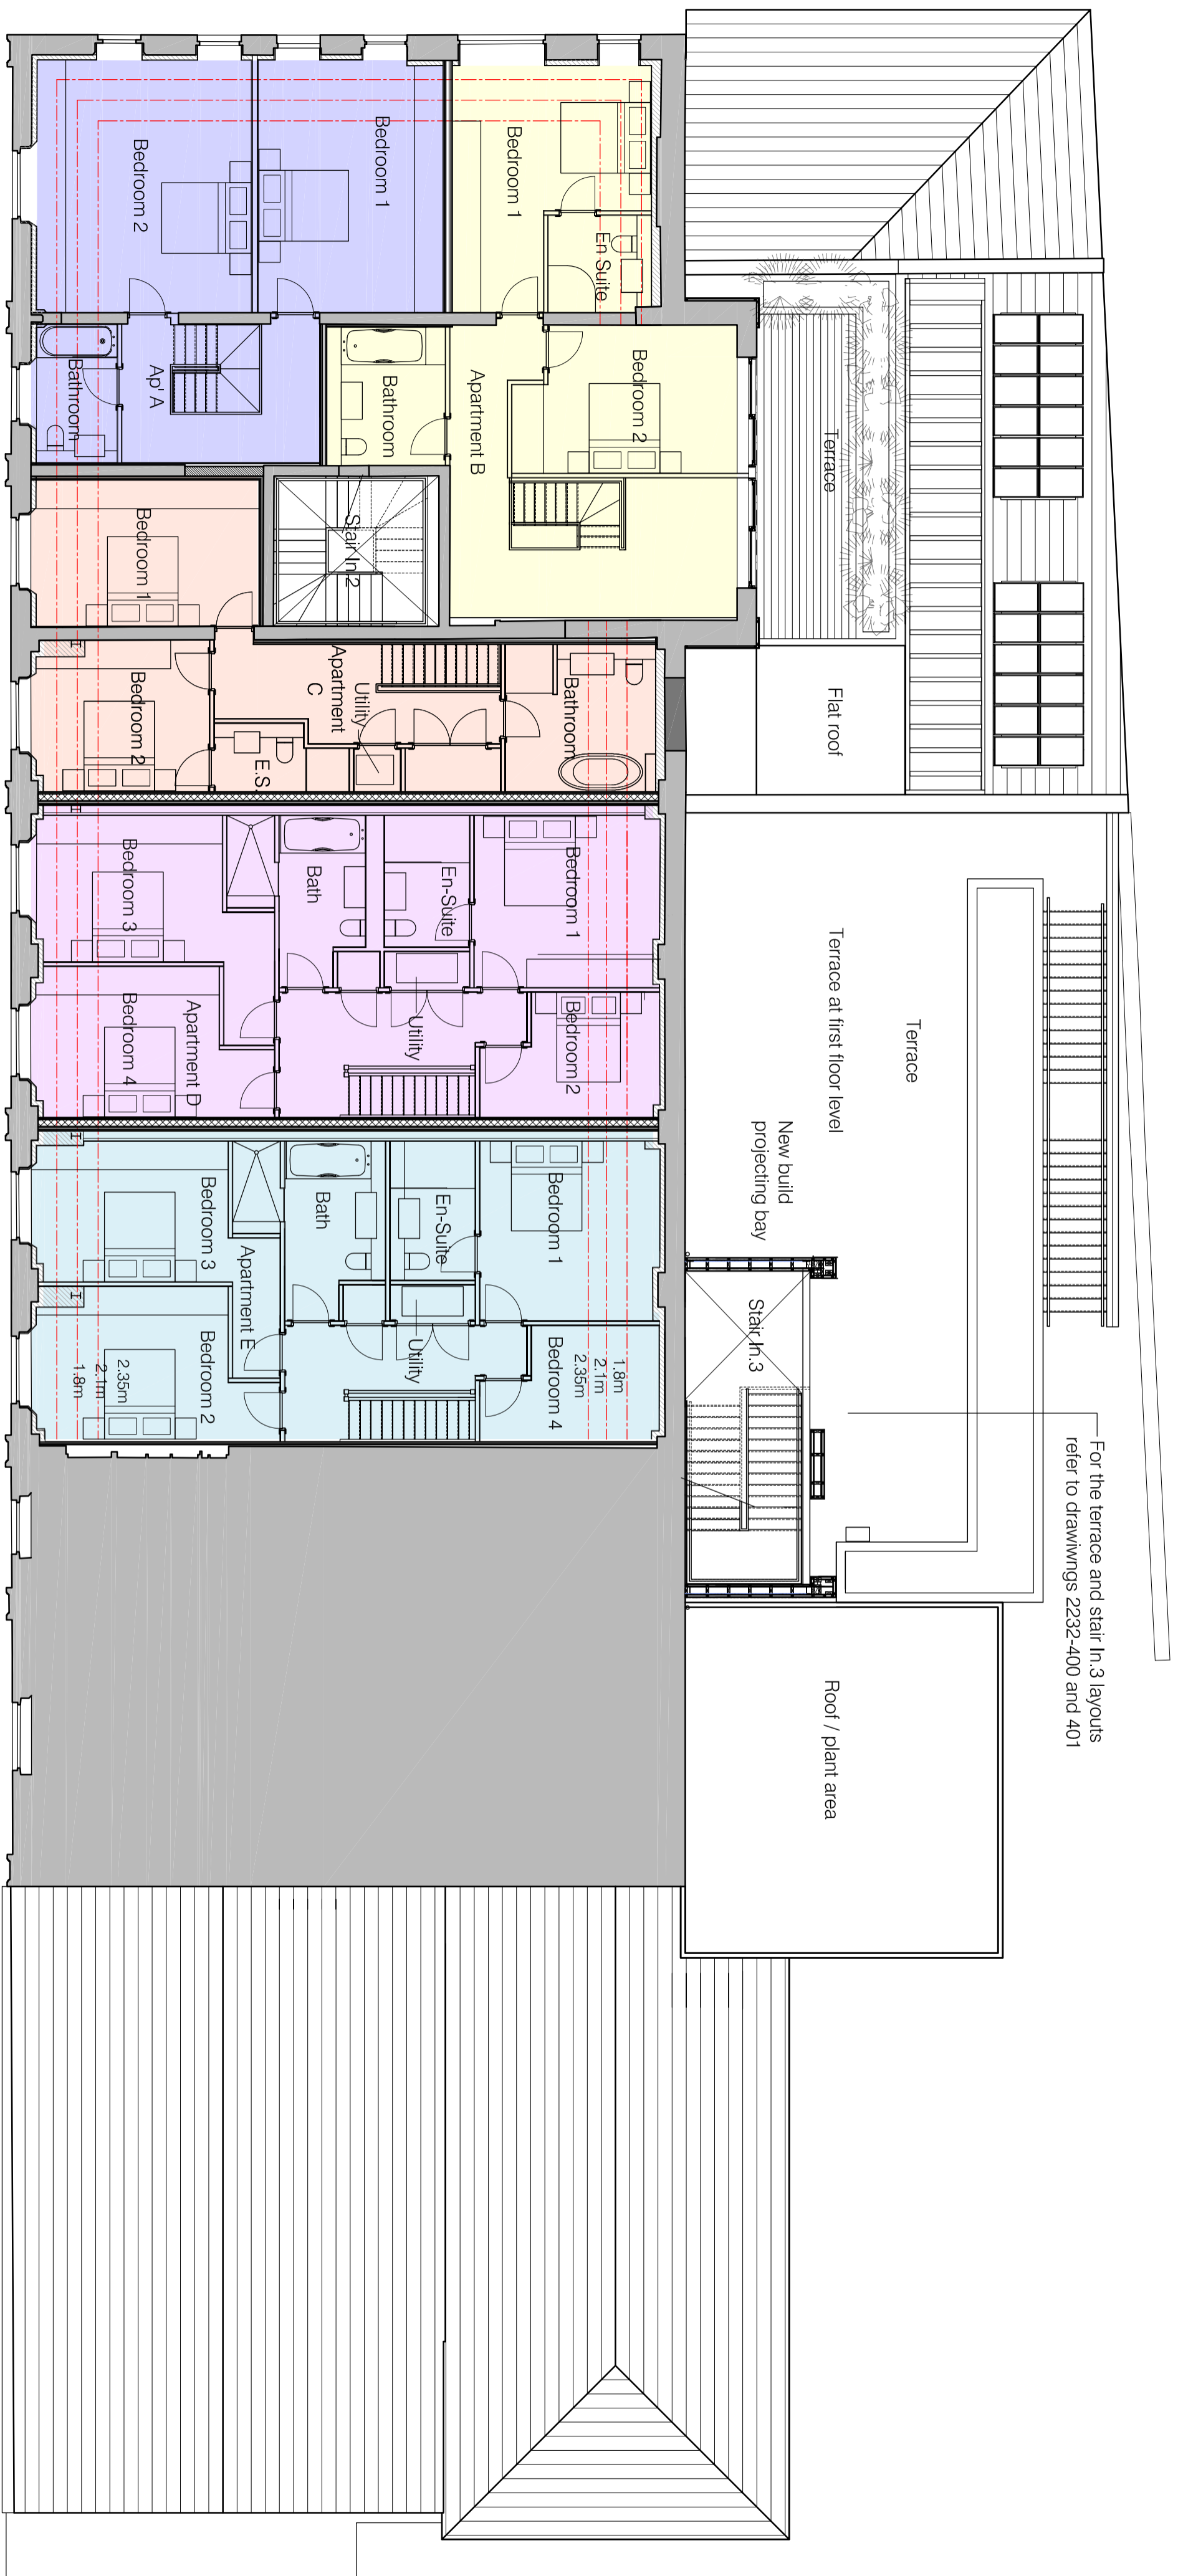 Bedroom 2
Bedroom 1
Bathroom
Ap' A
Bedroom 1
En Suite
Bedroom 2
Bathroom
Apartment B
Stair In.2
Terrace
Flat roof
Bedroom 1
Bedroom 2
Apartment
C
Utility
E.S.
Bathroom
Bedroom 3
Bath
En-Suite
Bedroom 1
Bedroom 4
Apartment D
Utility
Bedroom 2
Terrace
Terrace at first floor level
New build
projecting bay
Bedroom 3
Apartment E
Bath
En-Suite
Bedroom 1
Bedroom 2
Utility
Bedroom 4
1.8m
2.1m
2.35m
2.35m
2.1m
1.8m
Stair In.3
For the terrace and stair In.3 layouts
refer to drawiwngs 2232-400 and 401
Roof / plant area